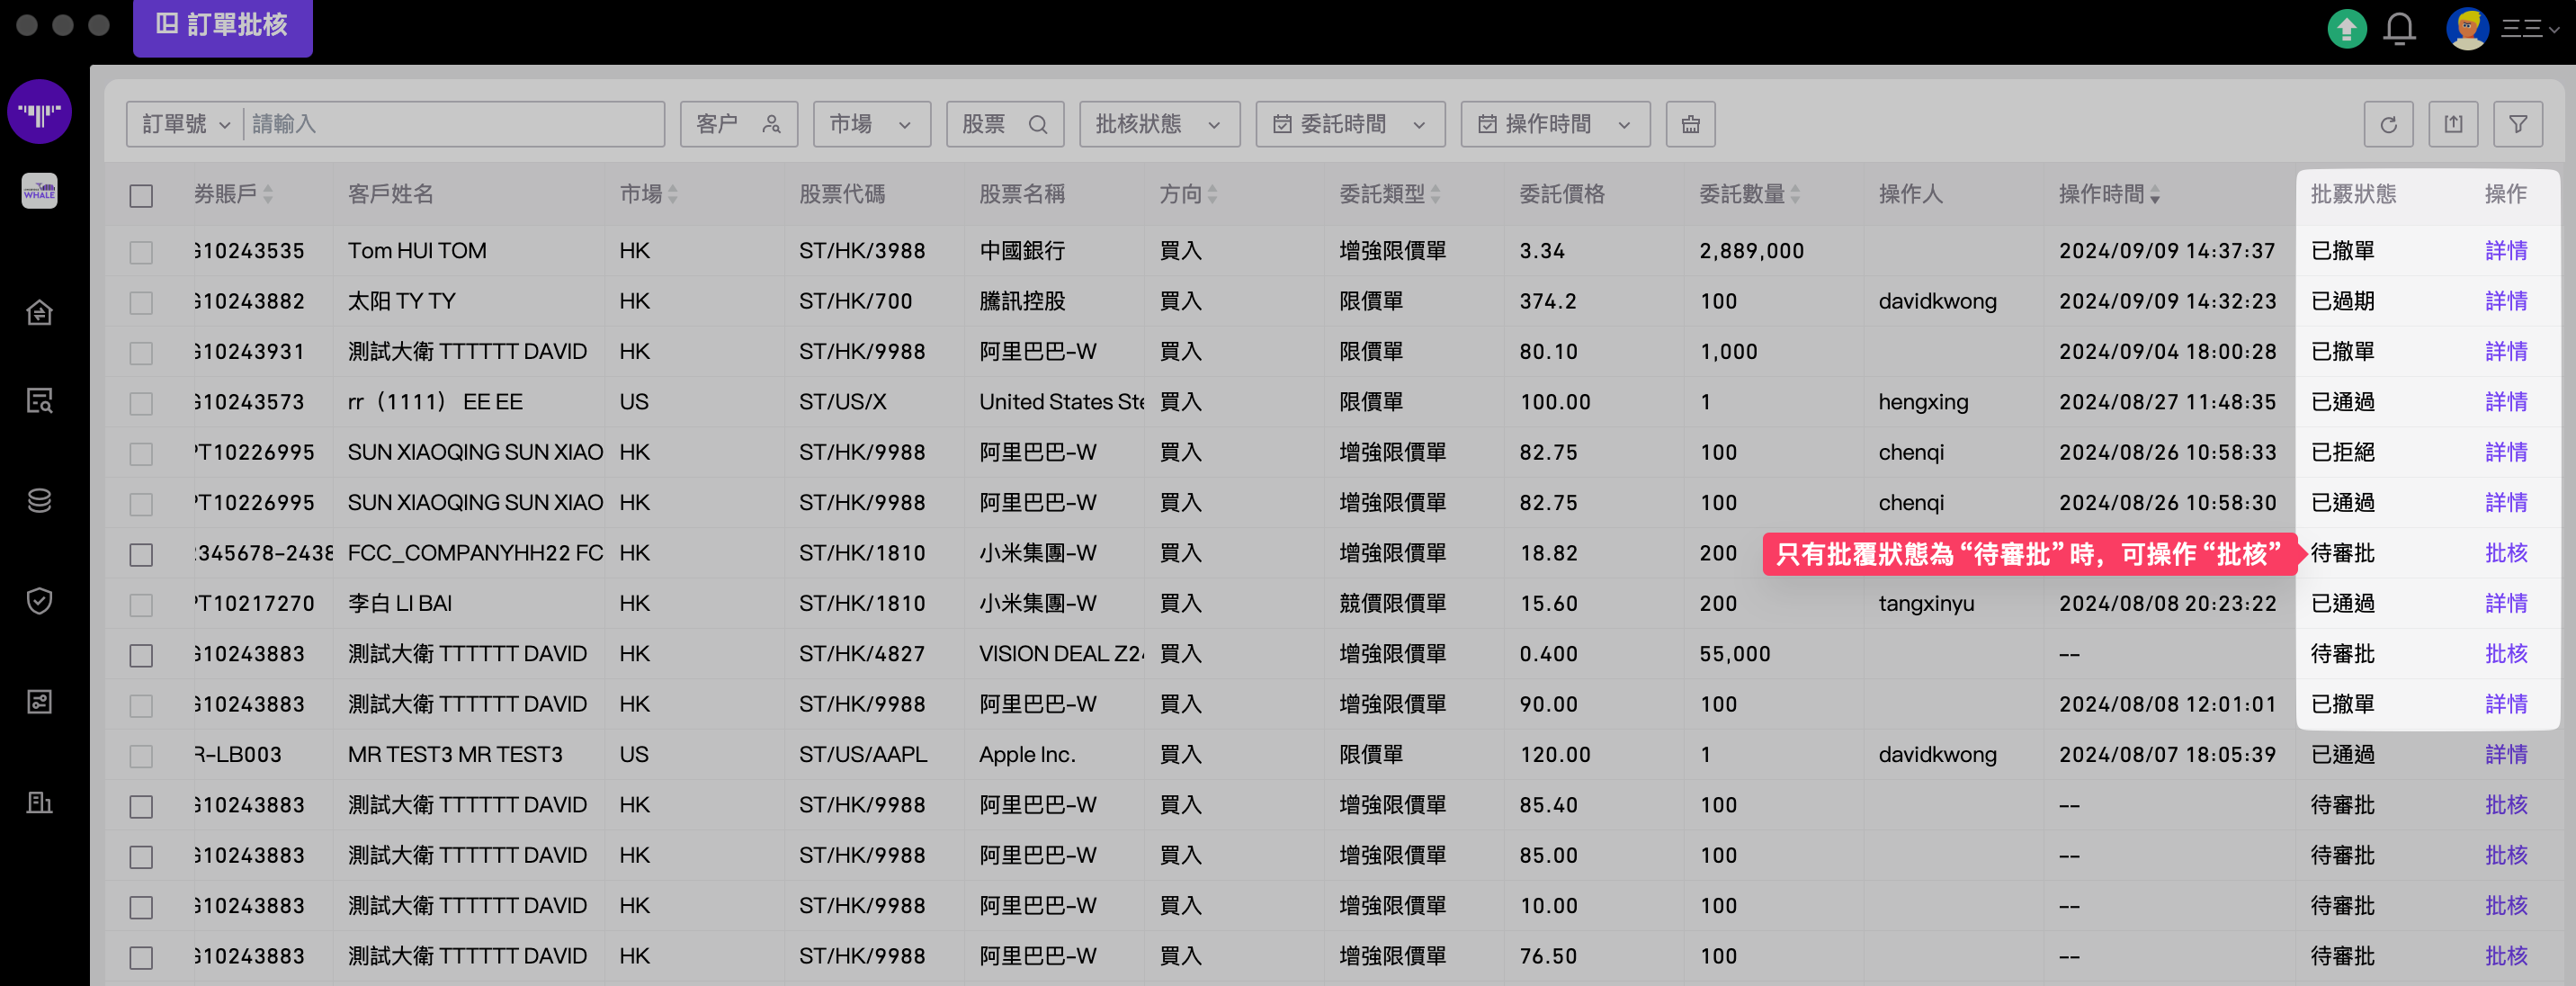 訂單批核
三三
WHALE
訂單號 請輸入 客户 市場 股票 批核狀態 委託時間 操作時間
券賬戶 客戶姓名 市場 股票代碼 股票名稱 方向 委託類型 委託價格 委託數量 操作人 操作時間 批覈狀態 操作
G10243535 Tom HUI TOM HK ST/HK/3988 中國銀行 買入 增強限價單 3.34 2,889,000 2024/09/09 14:37:37 已撤單 詳情
G10243882 太阳 TY TY HK ST/HK/700 騰訊控股 買入 限價單 374.2 100 davidkwong 2024/09/09 14:32:23 已過期 詳情
G10243931 測試大衛 TTTTTT DAVID HK ST/HK/9988 阿里巴巴-W 買入 限價單 80.10 1,000 2024/09/04 18:00:28 已撤單 詳情
G10243573 rr（1111） EE EE US ST/US/X United States Ste 買入 限價單 100.00 1 hengxing 2024/08/27 11:48:35 已通過 詳情
PT10226995 SUN XIAOQING SUN XIAO HK ST/HK/9988 阿里巴巴-W 買入 增強限價單 82.75 100 chenqi 2024/08/26 10:58:33 已拒絕 詳情
PT10226995 SUN XIAOQING SUN XIAO HK ST/HK/9988 阿里巴巴-W 買入 增強限價單 82.75 100 chenqi 2024/08/26 10:58:30 已通過 詳情
2345678-2438 FCC_COMPANYHH22 FC HK ST/HK/1810 小米集團-W 買入 增強限價單 18.82 200 只有批覆狀態為“待審批”時，可操作“批核” 待審批 批核
PT10217270 李白 LI BAI HK ST/HK/1810 小米集團-W 買入 競價限價單 15.60 200 tangxinyu 2024/08/08 20:23:22 已通過 詳情
G10243883 測試大衛 TTTTTT DAVID HK ST/HK/4827 VISION DEAL Z24 買入 增強限價單 0.400 55,000 -- 待審批 批核
G10243883 測試大衛 TTTTTT DAVID HK ST/HK/9988 阿里巴巴-W 買入 增強限價單 90.00 100 2024/08/08 12:01:01 已撤單 詳情
R-LB003 MR TEST3 MR TEST3 US ST/US/AAPL Apple Inc. 買入 限價單 120.00 1 davidkwong 2024/08/07 18:05:39 已通過 詳情
G10243883 測試大衛 TTTTTT DAVID HK ST/HK/9988 阿里巴巴-W 買入 增強限價單 85.40 100 -- 待審批 批核
G10243883 測試大衛 TTTTTT DAVID HK ST/HK/9988 阿里巴巴-W 買入 增強限價單 85.00 100 -- 待審批 批核
G10243883 測試大衛 TTTTTT DAVID HK ST/HK/9988 阿里巴巴-W 買入 增強限價單 10.00 100 -- 待審批 批核
G10243883 測試大衛 TTTTTT DAVID HK ST/HK/9988 阿里巴巴-W 買入 增強限價單 76.50 100 -- 待審批 批核